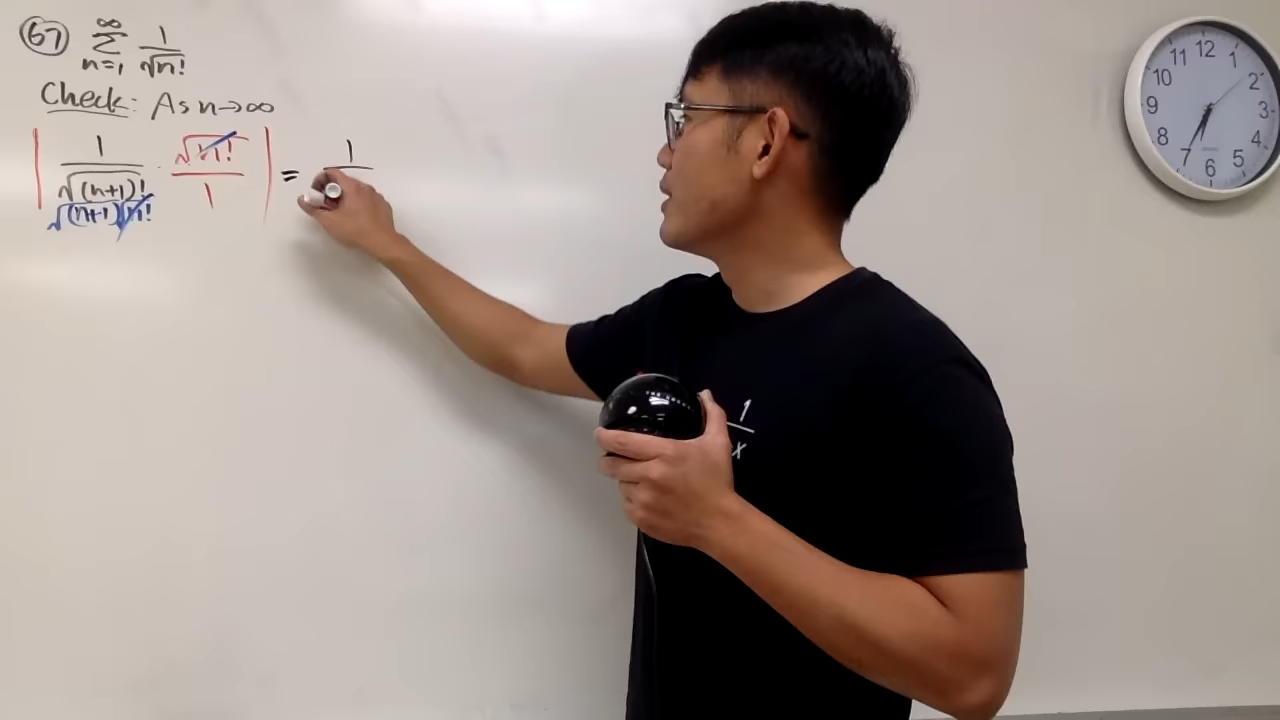 67 ∞ Σ n=1 1/√n!
Check: As n→∞
| 1/√(n+1)! · √n!/1 | = 1
√(n+1)n!
1
x
12 1 2 3 4 5 6 7 8 9 10 11